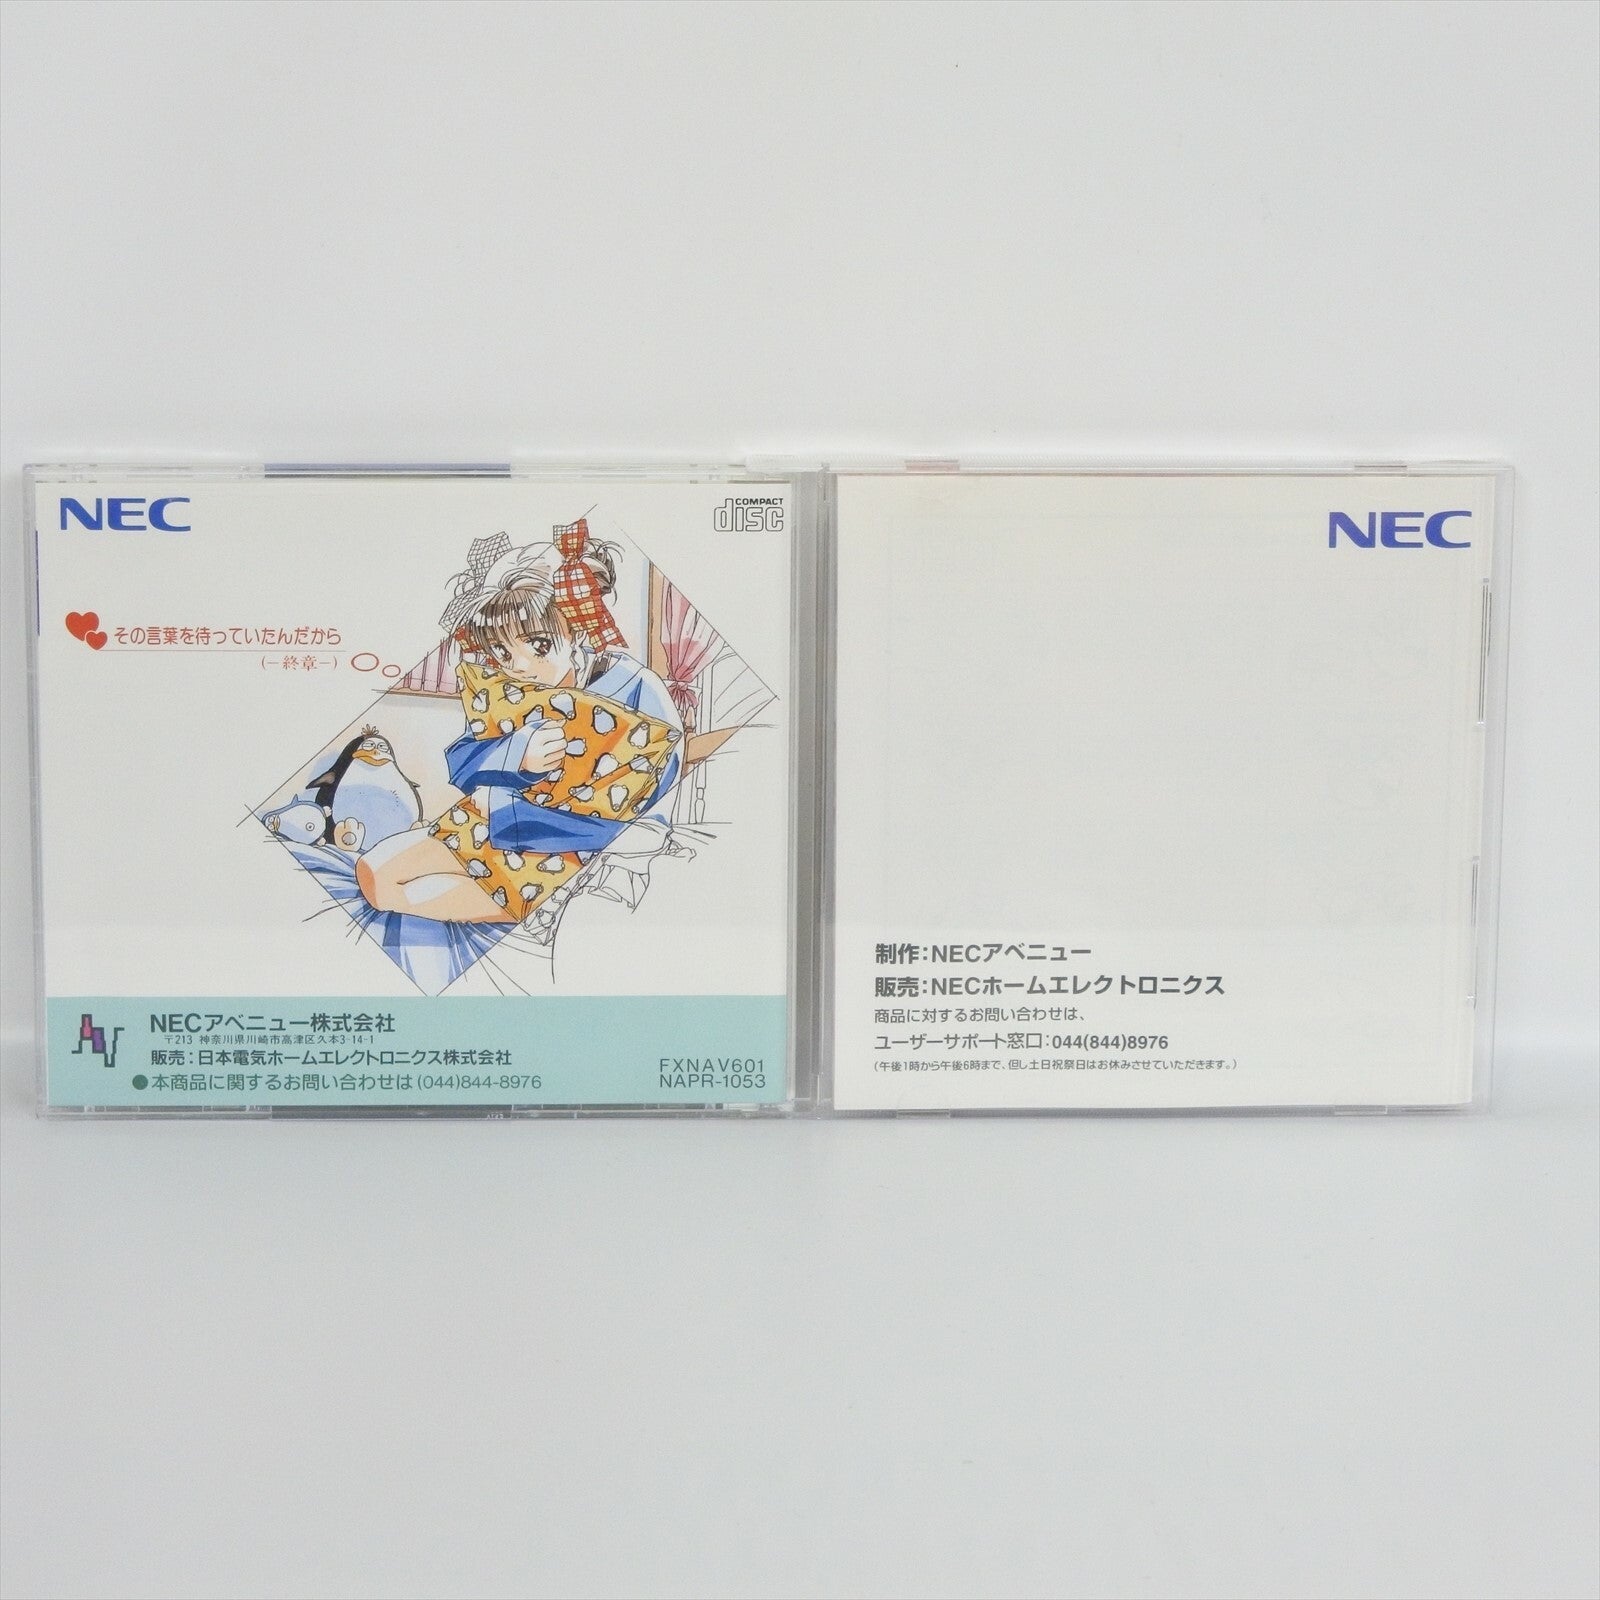 NEC
COMPACT
disc
その言葉を待っていたんだから
(－終章－)
NECアベニュー株式会社
〒213 神奈川県川崎市高津区久本3-14-1
販売：日本電気ホームエレクトロニクス株式会社
●本商品に関するお問い合わせは(044)844-8976
FXNAV601
NAPR-1053
NEC
制作：NECアベニュー
販売：NECホームエレクトロニクス
商品に対するお問い合わせは、
ユーザーサポート窓口：044(844)8976
（午後1時から午後6時まで、但し土日祝祭日はお休みさせていただきます。）